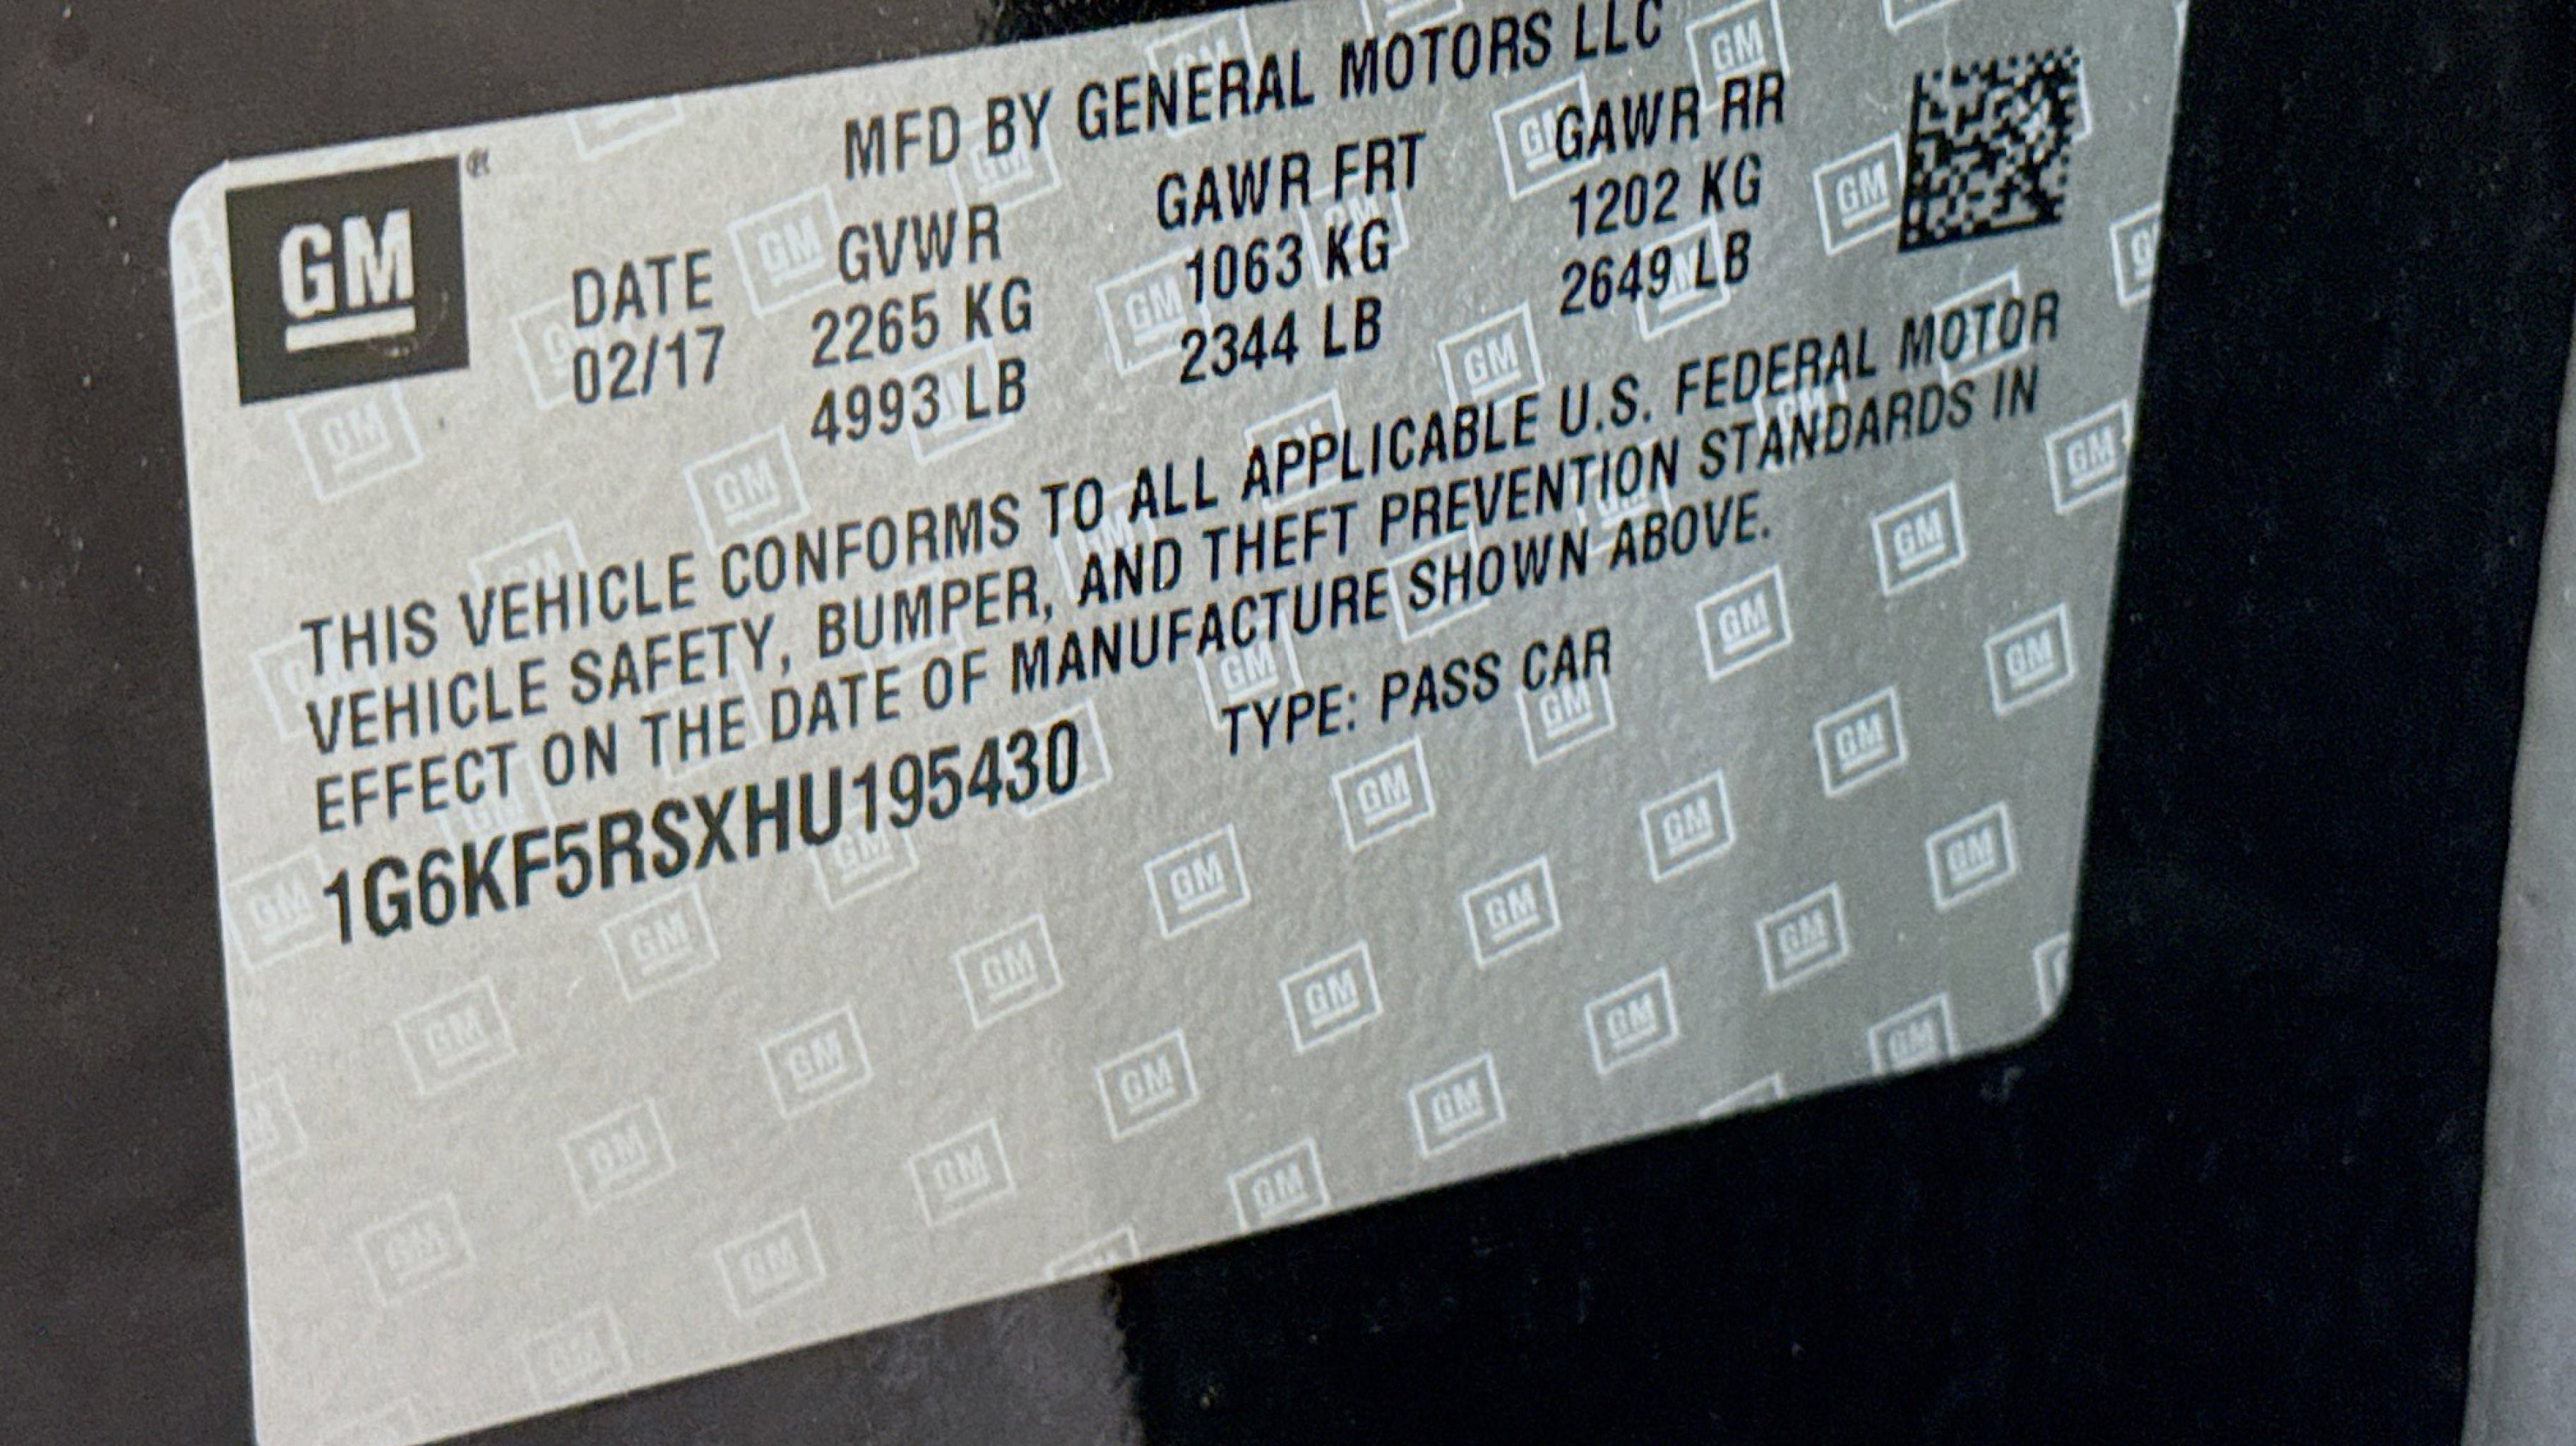 MFD BY GENERAL MOTORS LLC
GM®
DATE GVWR GAWR FRT GAWR RR
02/17 2265 KG 1063 KG 1202 KG
4993 LB 2344 LB 2649 LB
THIS VEHICLE CONFORMS TO ALL APPLICABLE U.S. FEDERAL MOTOR
VEHICLE SAFETY, BUMPER, AND THEFT PREVENTION STANDARDS IN
EFFECT ON THE DATE OF MANUFACTURE SHOWN ABOVE.
1G6KF5RSXHU195430 TYPE: PASS CAR